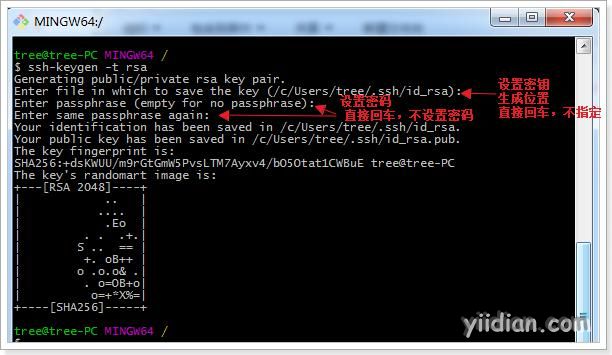 MINGW64:/
tree@tree-PC MINGW64 /
$ ssh-keygen -t rsa
Generating public/private rsa key pair.
Enter file in which to save the key (/c/Users/tree/.ssh/id_rsa):
设置密钥
生成位置
直接回车，不指定
Enter passphrase (empty for no passphrase):
设置密码
Enter same passphrase again:
直接回车，不设置密码
Your identification has been saved in /c/Users/tree/.ssh/id_rsa.
Your public key has been saved in /c/Users/tree/.ssh/id_rsa.pub.
The key fingerprint is:
SHA256:+dsKWUU/m9rGtGmW5PvsLTM7Ayxv4/bO5Otat1CWBuE tree@tree-PC
The key's randomart image is:
+---[RSA 2048]----+
|            ..   |
|           ....  |
|            .Eo  |
|         . .  .+.|
|        S ..  == |
|         +. oB++ |
|        o .o.o& .|
|         . o=OB+o|
|          o=+*X%=|
+----[SHA256]-----+
tree@tree-PC MINGW64 /
$
yiidian.com